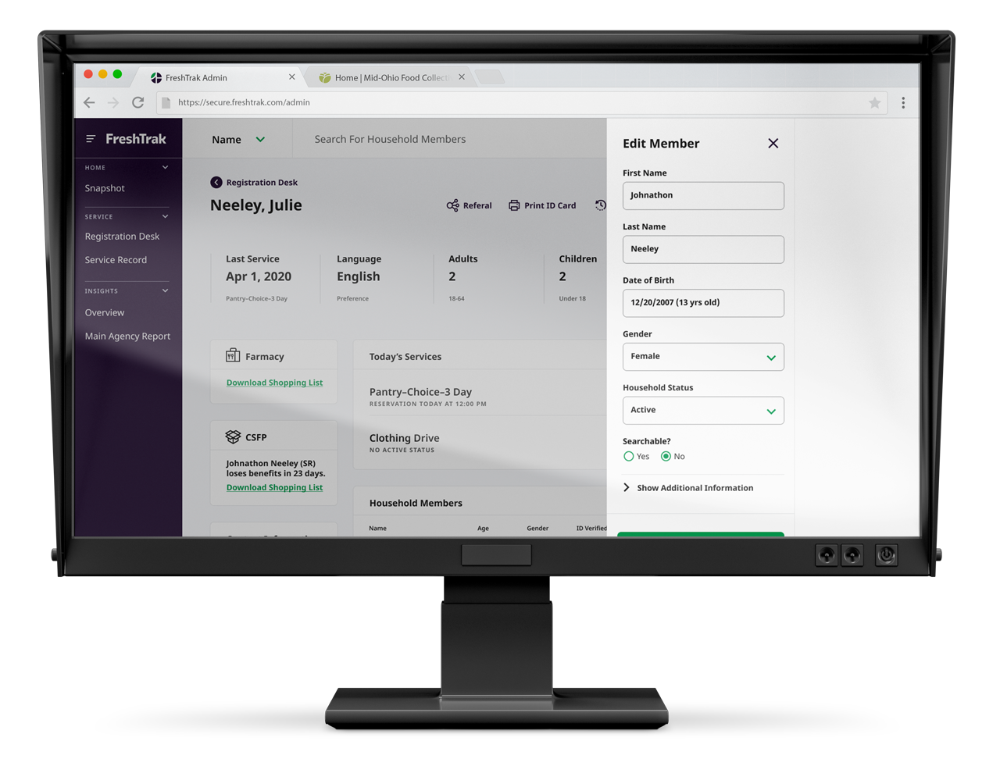 FreshTrak Admin
Home | Mid-Ohio Food Collecti
https://secure.freshtrak.com/admin
FreshTrak
HOME
Snapshot
SERVICE
Registration Desk
Service Record
INSIGHTS
Overview
Main Agency Report
Name
Search For Household Members
Registration Desk
Neeley, Julie
Referal
Print ID Card
Last Service
Apr 1, 2020
Pantry–Choice–3 Day
Language
English
Preference
Adults
2
18-64
Children
2
Under 18
Farmacy
Download Shopping List
CSFP
Johnathon Neeley (SR)
loses benefits in 23 days.
Download Shopping List
Today's Services
Pantry–Choice–3 Day
RESERVATION TODAY AT 12:00 PM
Clothing Drive
NO ACTIVE STATUS
Household Members
Name Age Gender ID Verified
Edit Member
First Name
Johnathon
Last Name
Neeley
Date of Birth
12/20/2007 (13 yrs old)
Gender
Female
Household Status
Active
Searchable?
Yes No
Show Additional Information